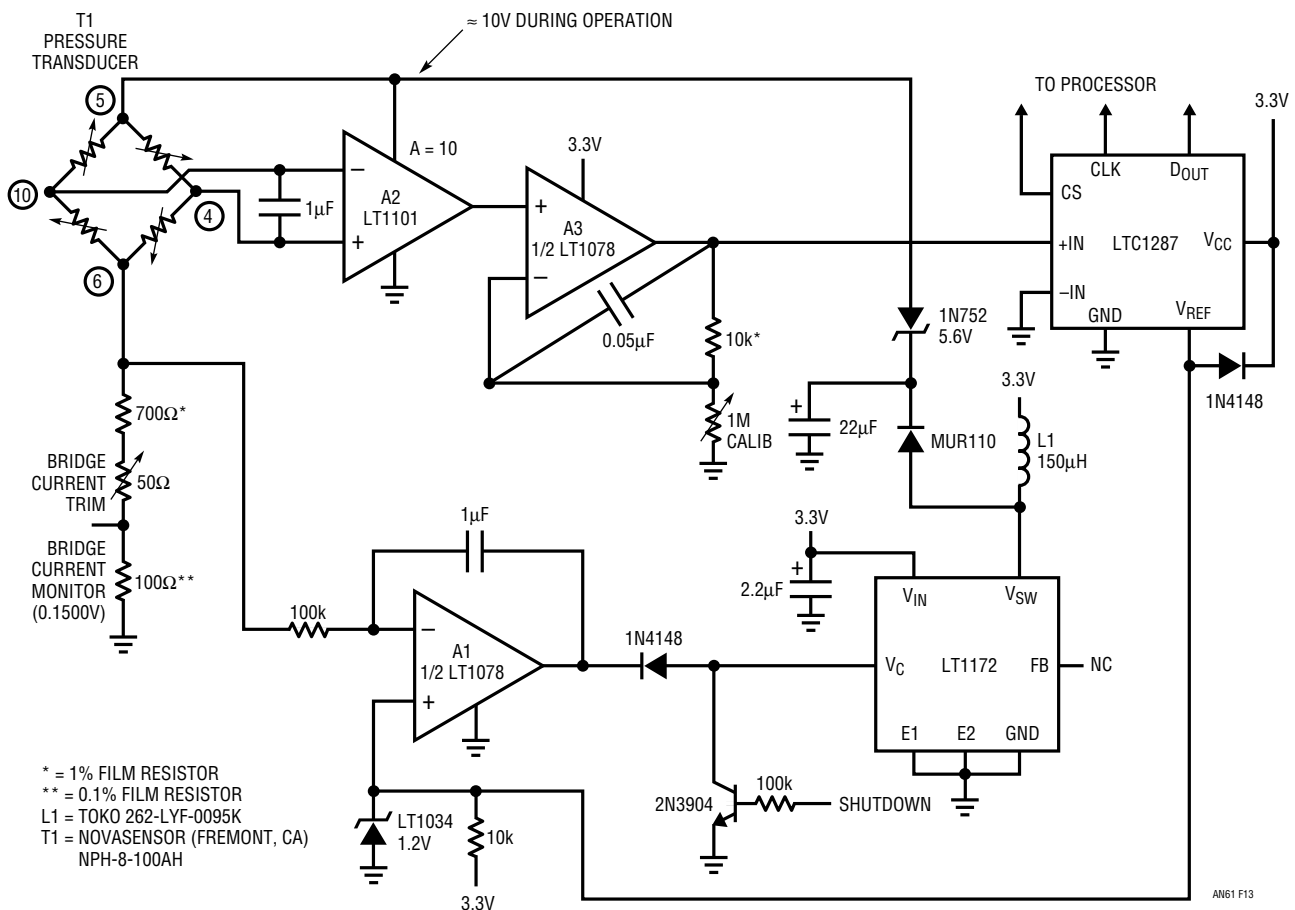 T1
PRESSURE
TRANSDUCER
≈ 10V DURING OPERATION
5
10
4
6
1µF
A = 10
–
A2
LT1101
+
3.3V
+
A3
1/2 LT1078
–
0.05µF
10k*
1M
CALIB
TO PROCESSOR
3.3V
CLK
DOUT
CS
+IN
LTC1287
VCC
–IN
GND
VREF
1N4148
1N752
5.6V
+
22µF
MUR110
3.3V
L1
150µH
700Ω*
BRIDGE
CURRENT
TRIM
50Ω
BRIDGE
CURRENT
MONITOR
(0.1500V)
100Ω**
100k
1µF
–
A1
1/2 LT1078
+
1N4148
3.3V
+
2.2µF
VIN
VSW
VC
LT1172
FB
NC
E1
E2
GND
2N3904
100k
SHUTDOWN
LT1034
1.2V
10k
3.3V
* = 1% FILM RESISTOR
** = 0.1% FILM RESISTOR
L1 = TOKO 262-LYF-0095K
T1 = NOVASENSOR (FREMONT, CA)
NPH-8-100AH
AN61 F13